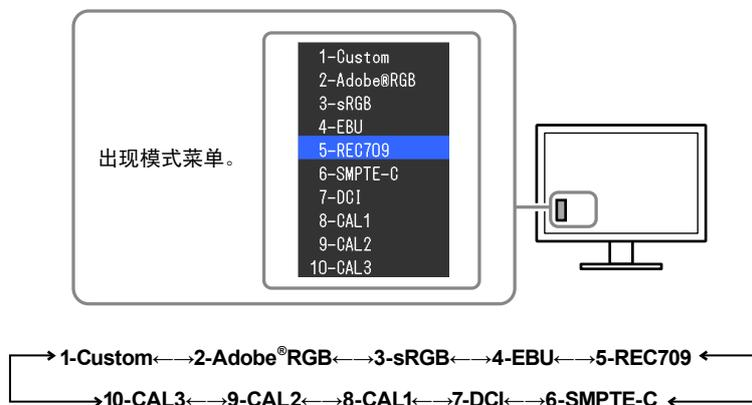 出现模式菜单。
1-Custom
2-Adobe®RGB
3-sRGB
4-EBU
5-REC709
6-SMPTE-C
7-DCI
8-CAL1
9-CAL2
10-CAL3
1-Custom←→2-Adobe®RGB←→3-sRGB←→4-EBU←→5-REC709
10-CAL3←→9-CAL2←→8-CAL1←→7-DCI←→6-SMPTE-C